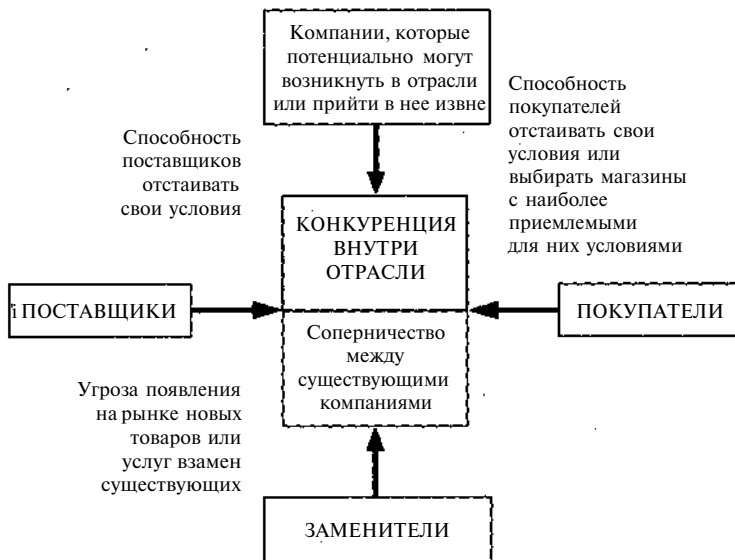 Компании, которые
потенциально могут
возникнуть в отрасли
или прийти в нее извне
Способность
поставщиков
отстаивать
свои условия
Способность
покупателей
отстаивать свои
условия или
выбирать магазины
с наиболее
приемлемыми
для них условиями
КОНКУРЕНЦИЯ
ВНУТРИ
ОТРАСЛИ
ПОСТАВЩИКИ
ПОКУПАТЕЛИ
Соперничество
между
существующими
компаниями
Угроза появления
на рынке новых
товаров или
услуг взамен
существующих
ЗАМЕНИТЕЛИ